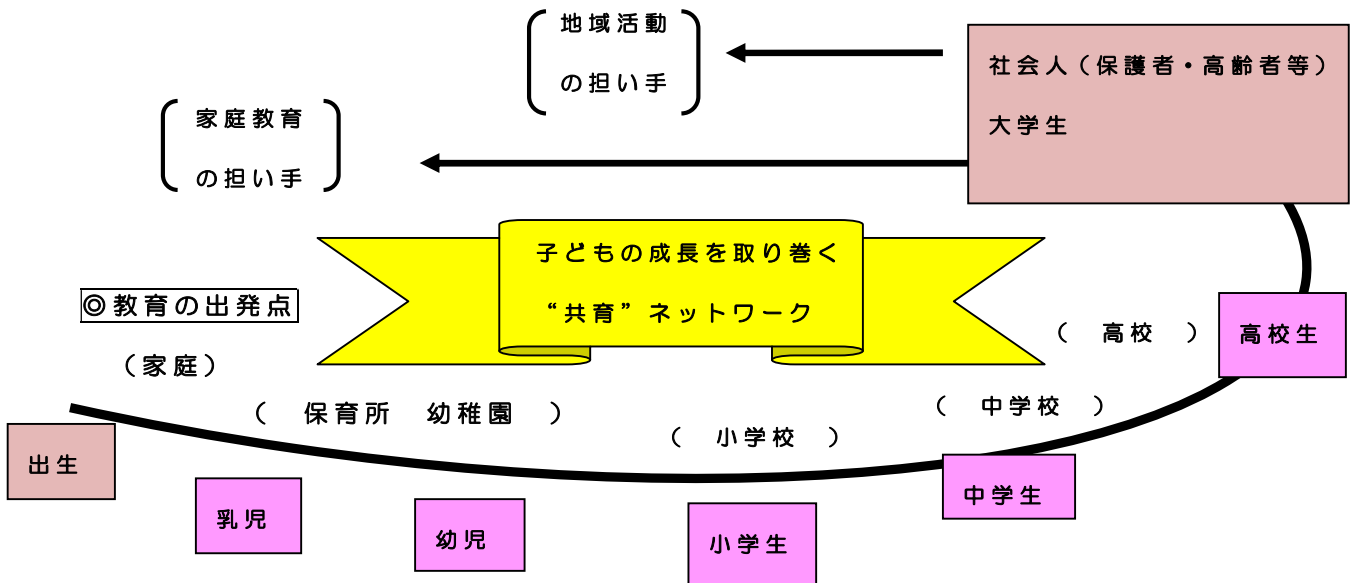 地域活動
の担い手
社会人（保護者・高齢者等）
大学生
家庭教育
の担い手
子どもの成長を取り巻く
“共育”ネットワーク
◎教育の出発点
（家庭）
（　高校　）
高校生
（　保育所　幼稚園　）
（　中学校　）
（　小学校　）
出生
乳児
幼児
小学生
中学生